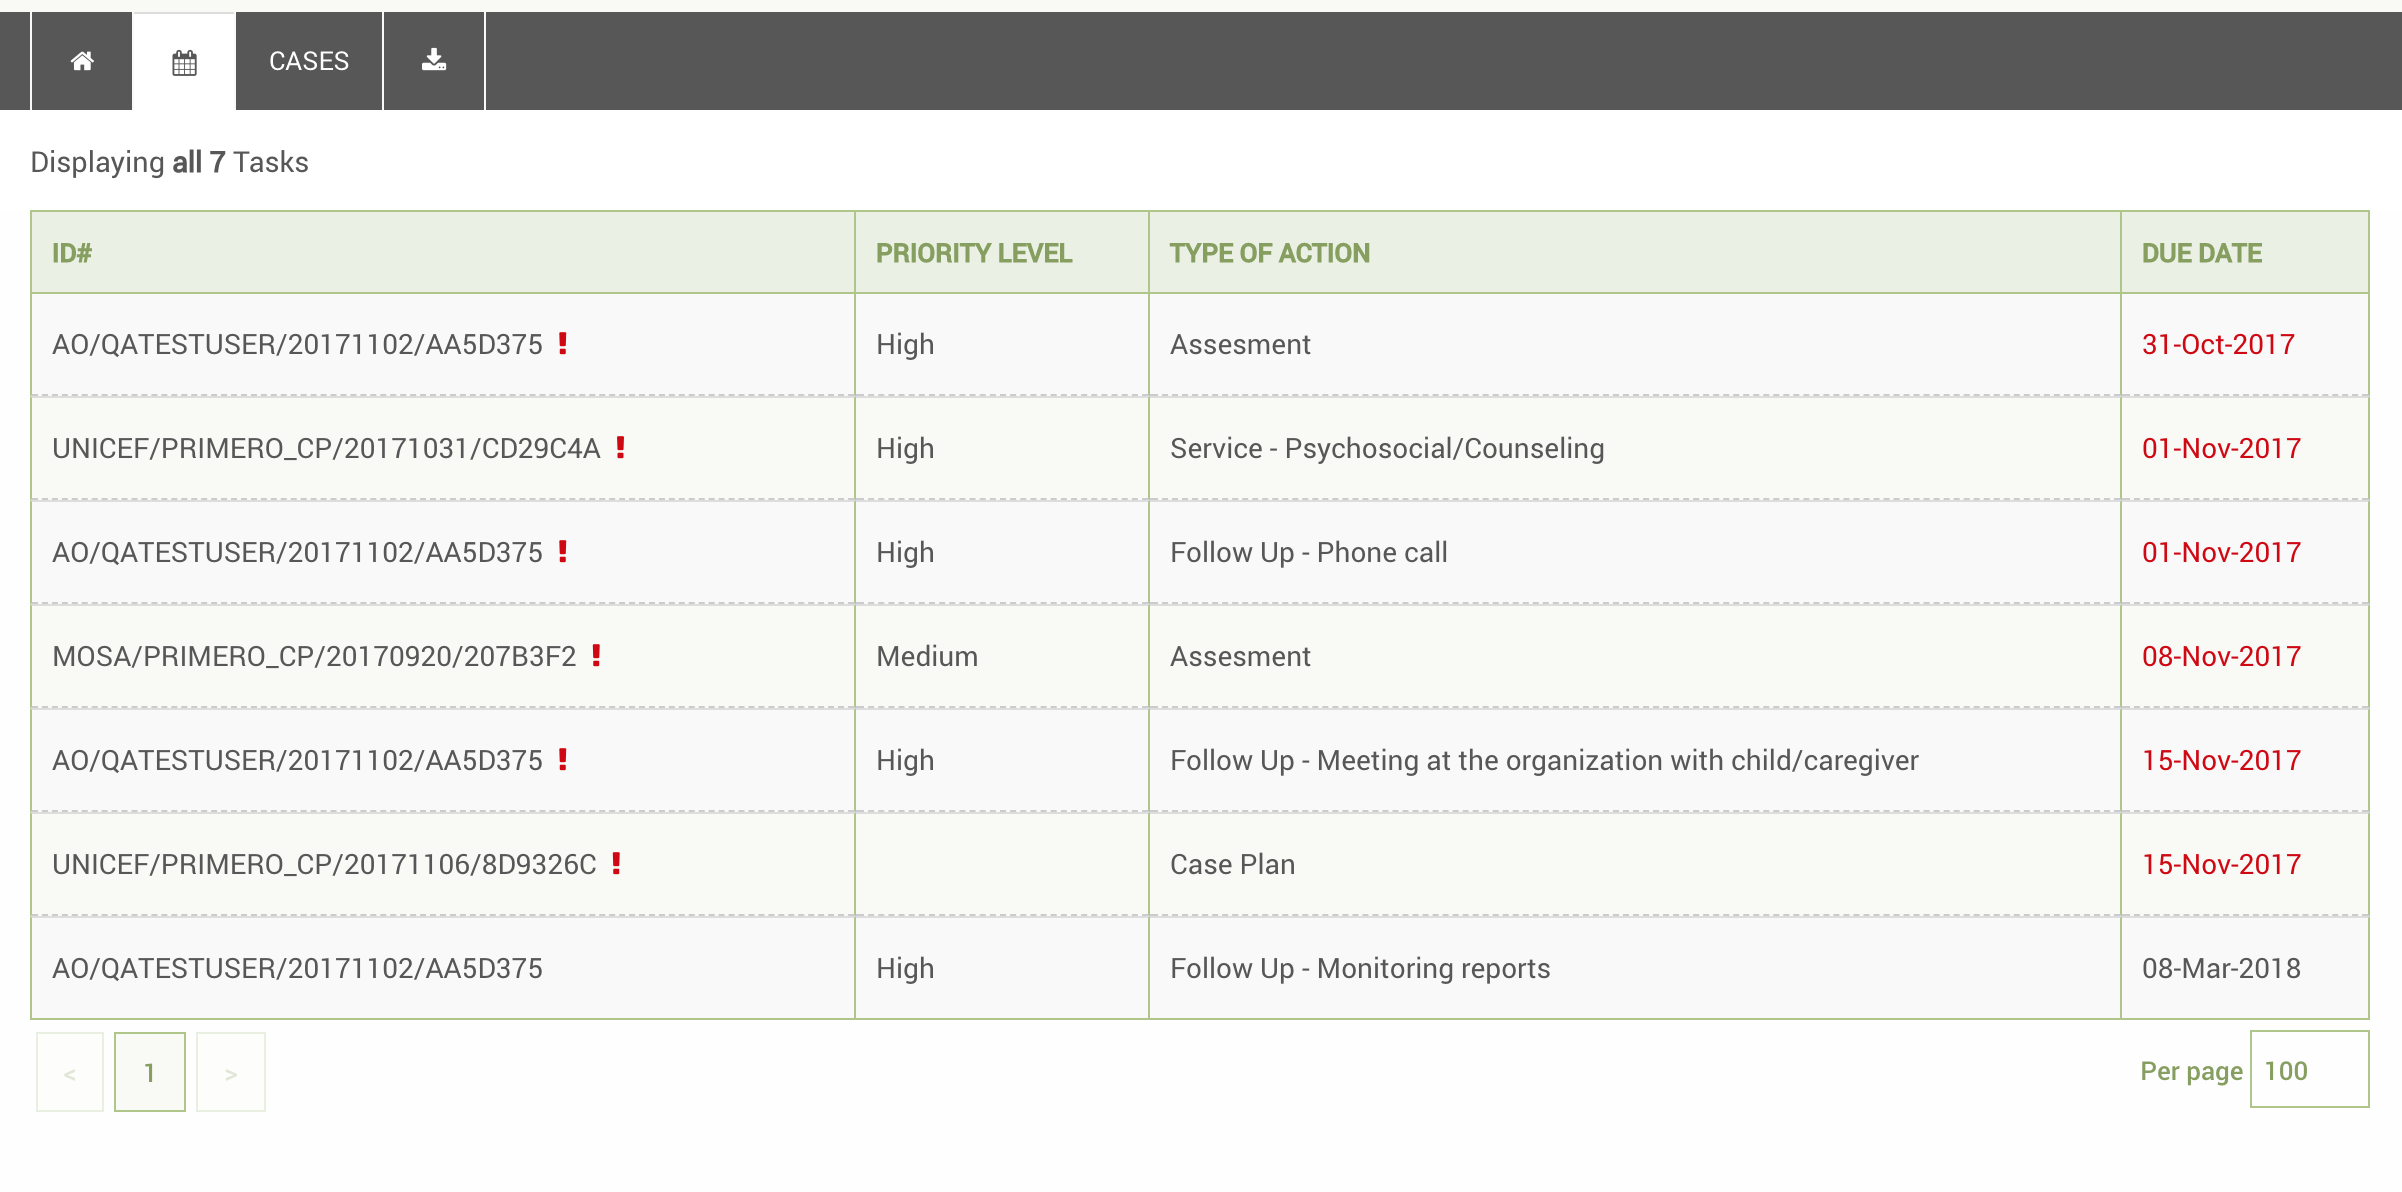 CASES
Displaying all 7 Tasks
ID# PRIORITY LEVEL TYPE OF ACTION DUE DATE
AO/QATESTUSER/20171102/AA5D375 ! High Assesment 31-Oct-2017
UNICEF/PRIMERO_CP/20171031/CD29C4A ! High Service - Psychosocial/Counseling 01-Nov-2017
AO/QATESTUSER/20171102/AA5D375 ! High Follow Up - Phone call 01-Nov-2017
MOSA/PRIMERO_CP/20170920/207B3F2 ! Medium Assesment 08-Nov-2017
AO/QATESTUSER/20171102/AA5D375 ! High Follow Up - Meeting at the organization with child/caregiver 15-Nov-2017
UNICEF/PRIMERO_CP/20171106/8D9326C ! Case Plan 15-Nov-2017
AO/QATESTUSER/20171102/AA5D375 High Follow Up - Monitoring reports 08-Mar-2018
< 1 > Per page 100